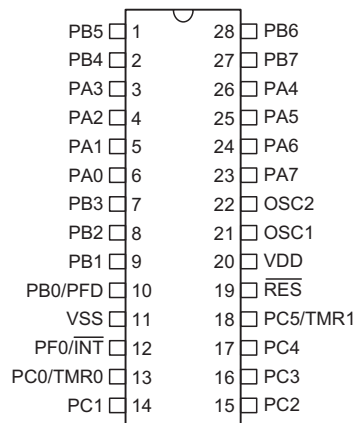 PB5 1 28 PB6
PB4 2 27 PB7
PA3 3 26 PA4
PA2 4 25 PA5
PA1 5 24 PA6
PA0 6 23 PA7
PB3 7 22 OSC2
PB2 8 21 OSC1
PB1 9 20 VDD
PB0/PFD 10 19 R̅E̅S̅
VSS 11 18 PC5/TMR1
PF0/I̅N̅T̅ 12 17 PC4
PC0/TMR0 13 16 PC3
PC1 14 15 PC2